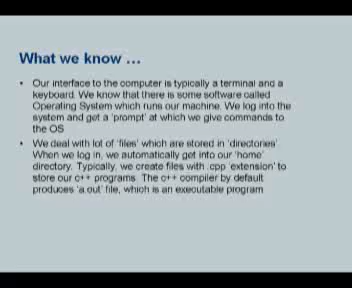 What we know ...
• Our interface to the computer is typically a terminal and a
keyboard. We know that there is some software called
Operating System which runs our machine. We log into the
system and get a 'prompt' at which we give commands to
the OS
• We deal with lot of 'files' which are stored in 'directories'
When we log in, we automatically get into our 'home'
directory. Typically, we create files with .cpp 'extension' to
store our c++ programs. The c++ compiler by default
produces 'a.out' file, which is an executable program